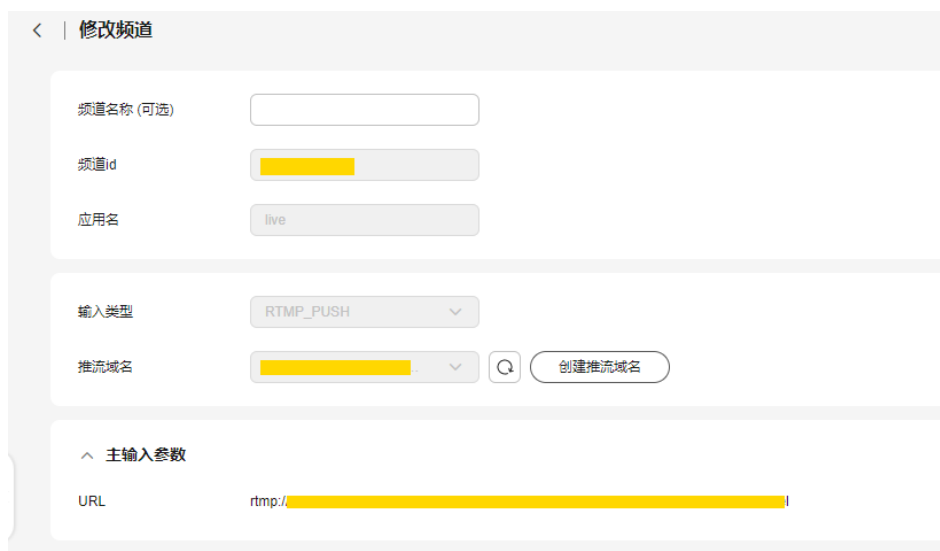 修改频道
频道名称 (可选)
频道id
应用名 live
输入类型 RTMP_PUSH
推流域名 创建推流域名
主输入参数
URL rtmp://